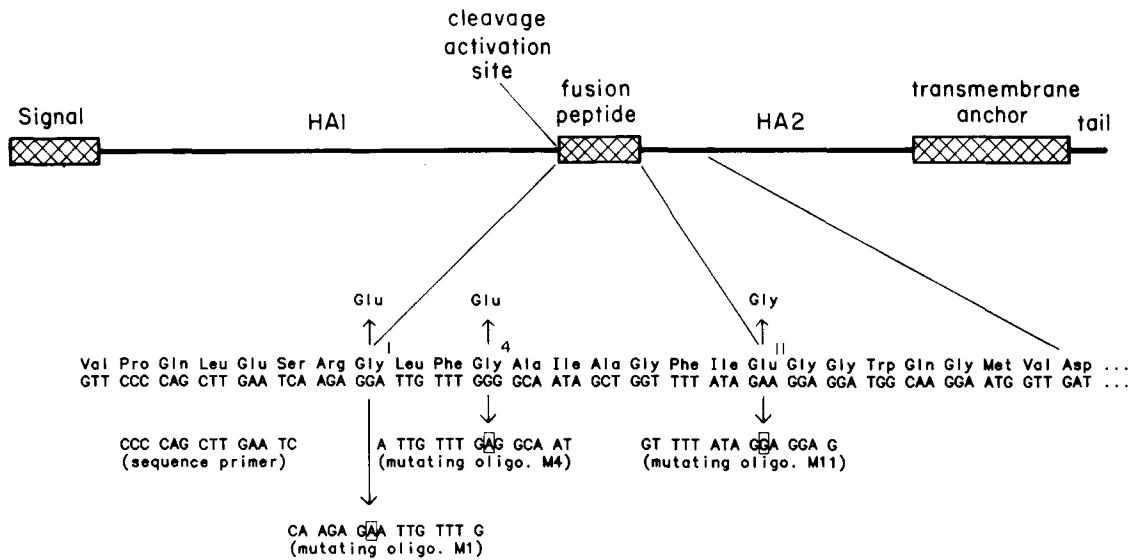 cleavage
activation
site
fusion
peptide
transmembrane
anchor
Signal
HA1
HA2
tail
Glu
Glu
Gly
Val Pro Gln Leu Glu Ser Arg Gly 1 Leu Phe Gly 4 Ala Ile Ala Gly Phe Ile Glu 11 Gly Gly Trp Gln Gly Met Val Asp ...
GTT CCC CAG CTT GAA TCA AGA GGA TTG TTT GGG GCA ATA GCT GGT TTT ATA GAA GGA GGA TGG CAA GGA ATG GTT GAT ...
CCC CAG CTT GAA TC
(sequence primer)
A TTG TTT GAG GCA AT
(mutating oligo. M4)
GT TTT ATA GGA GGA G
(mutating oligo. M11)
CA AGA GAA TTG TTT G
(mutating oligo. M1)